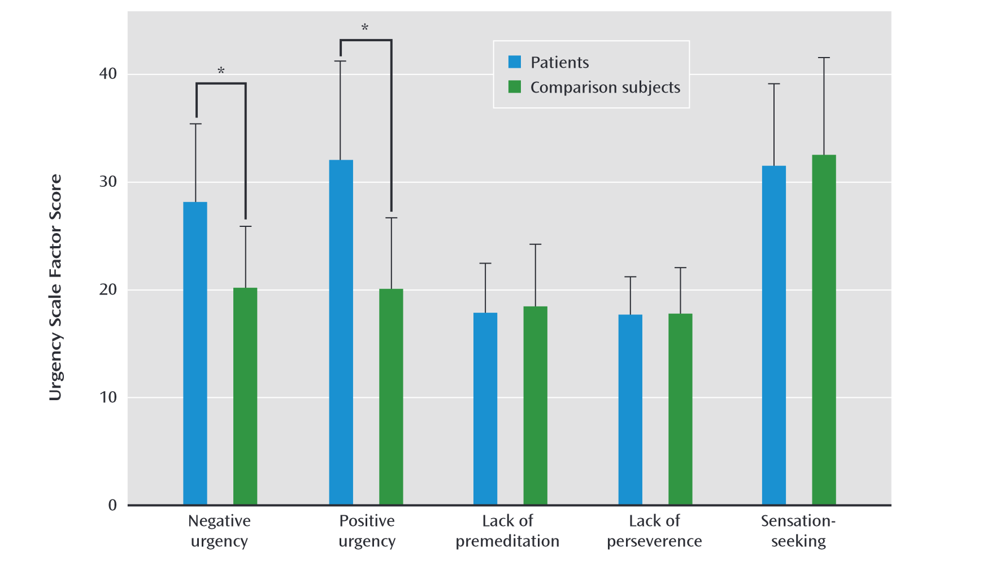 *
*
Patients
Comparison subjects
40
30
20
10
0
Urgency Scale Factor Score
Negative
urgency
Positive
urgency
Lack of
premeditation
Lack of
perseverence
Sensation-
seeking